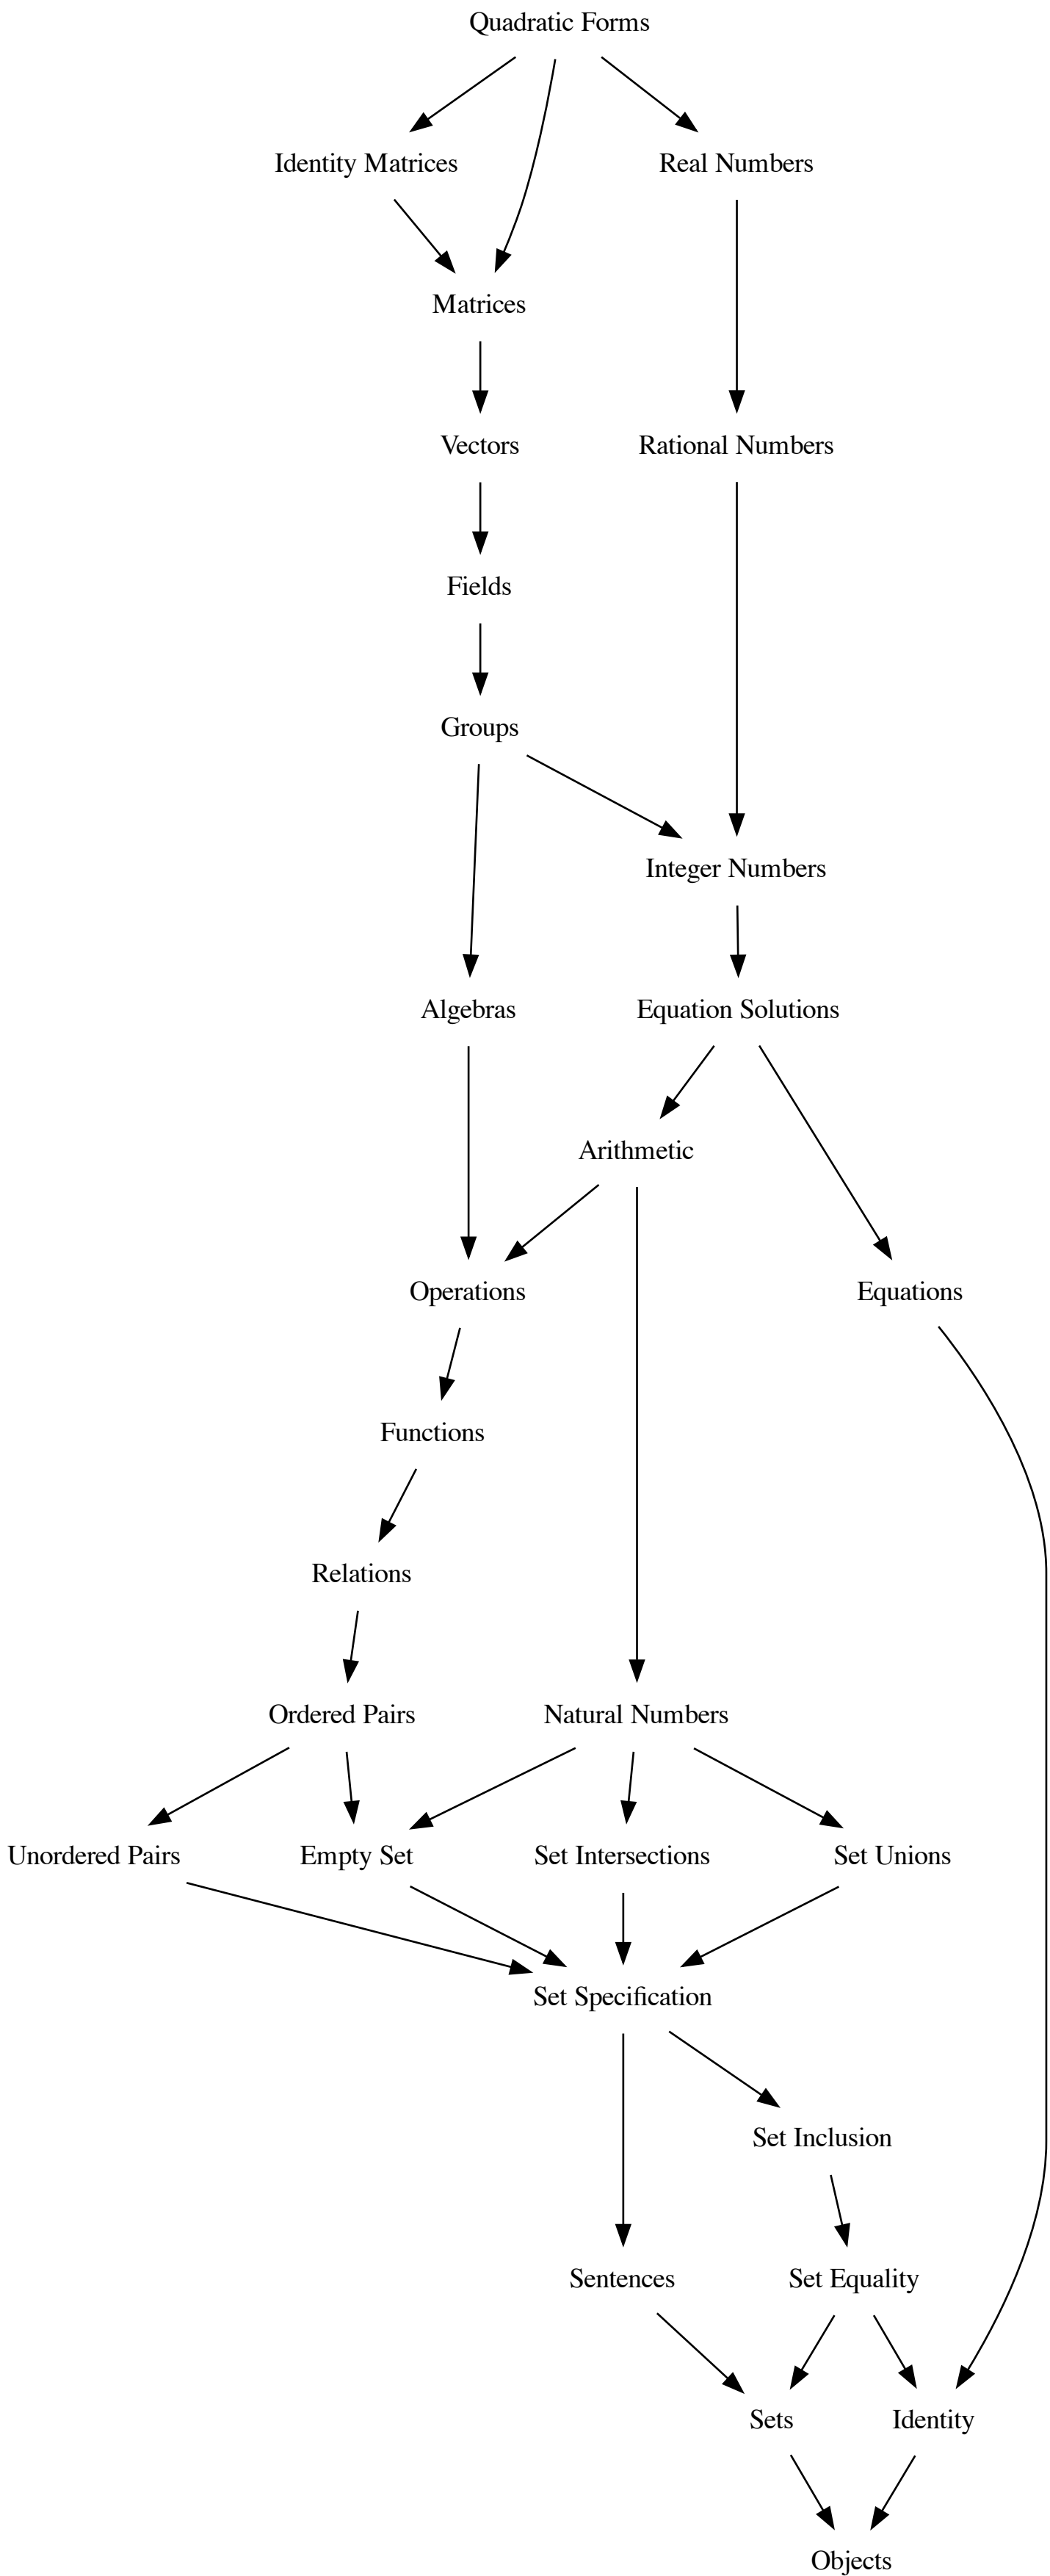 Quadratic Forms
Identity Matrices
Real Numbers
Matrices
Vectors
Rational Numbers
Fields
Groups
Integer Numbers
Algebras
Equation Solutions
Arithmetic
Operations
Equations
Functions
Relations
Ordered Pairs
Natural Numbers
Unordered Pairs
Empty Set
Set Intersections
Set Unions
Set Specification
Set Inclusion
Sentences
Set Equality
Sets
Identity
Objects